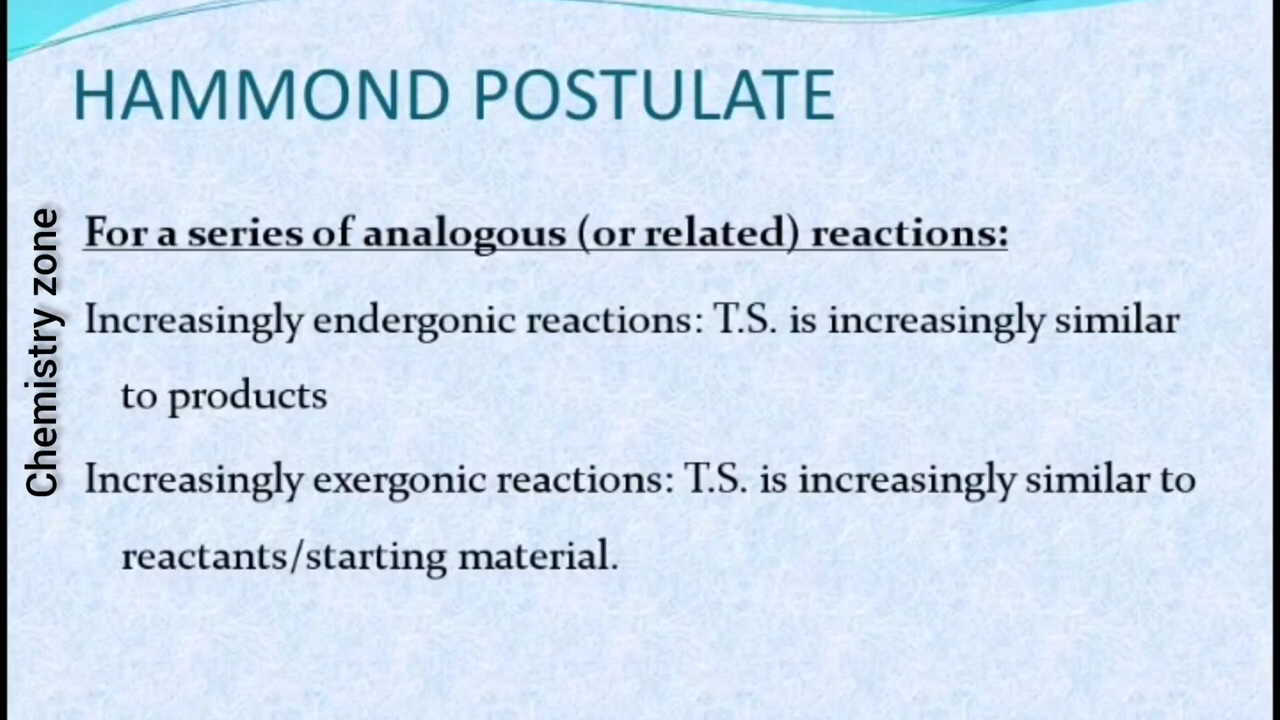 HAMMOND POSTULATE
Chemistry zone
For a series of analogous (or related) reactions:
Increasingly endergonic reactions: T.S. is increasingly similar
to products
Increasingly exergonic reactions: T.S. is increasingly similar to
reactants/starting material.